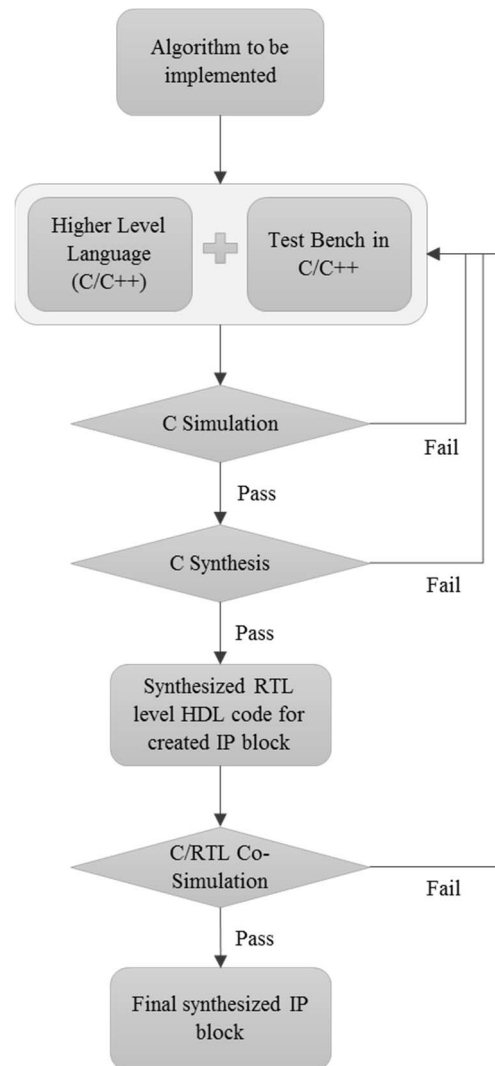 Algorithm to be
implemented
Higher Level
Language
(C/C++)
Test Bench in
C/C++
C Simulation
Fail
Pass
C Synthesis
Fail
Pass
Synthesized RTL
level HDL code for
created IP block
C/RTL Co-
Simulation
Fail
Pass
Final synthesized IP
block